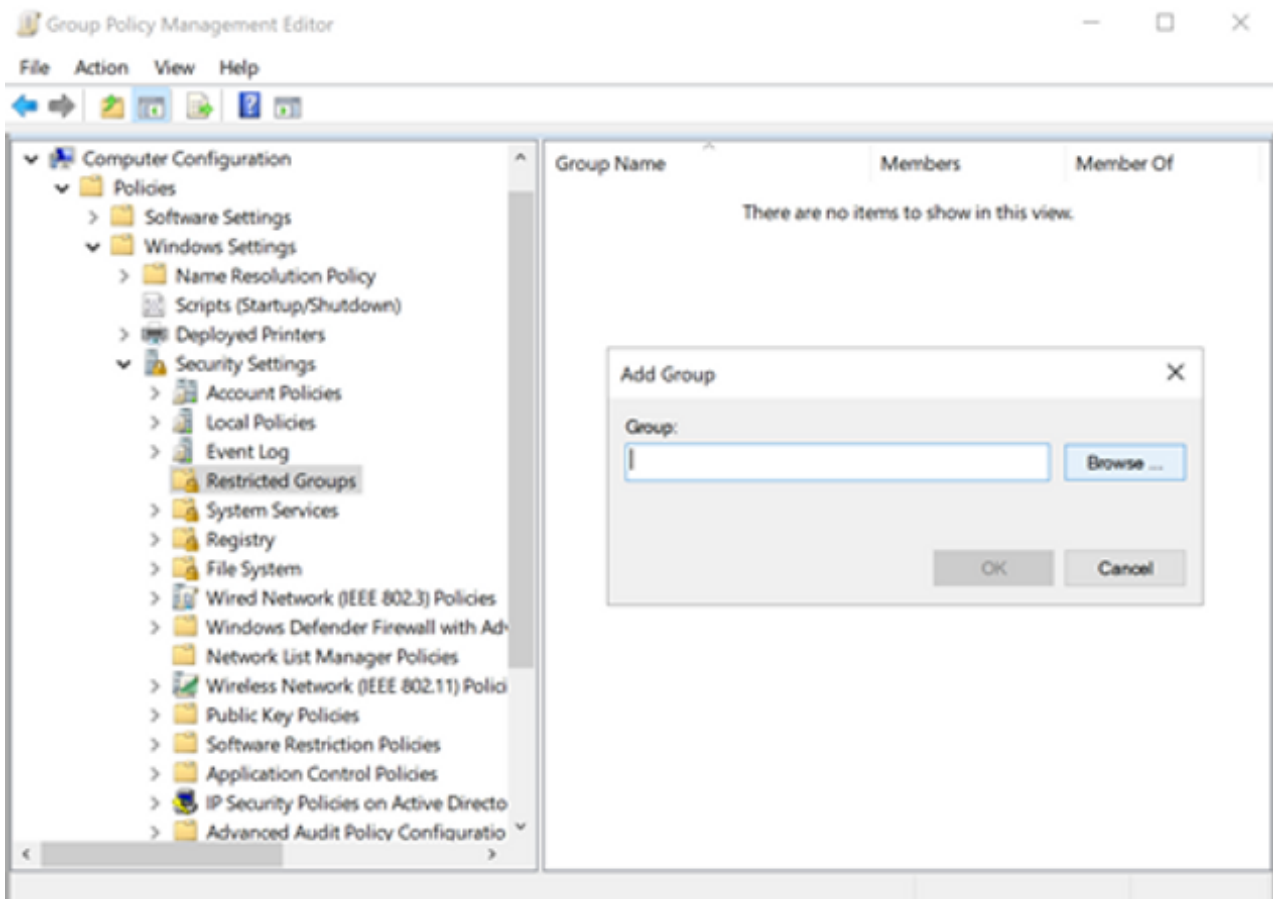 Group Policy Management Editor
File Action View Help
Computer Configuration
Policies
Software Settings
Windows Settings
Name Resolution Policy
Scripts (Startup/Shutdown)
Deployed Printers
Security Settings
Account Policies
Local Policies
Event Log
Restricted Groups
System Services
Registry
File System
Wired Network (IEEE 802.3) Policies
Windows Defender Firewall with Adv
Network List Manager Policies
Wireless Network (IEEE 802.11) Polici
Public Key Policies
Software Restriction Policies
Application Control Policies
IP Security Policies on Active Directo
Advanced Audit Policy Configuratio
Group Name Members Member Of
There are no items to show in this view.
Add Group
Group:
Browse ...
OK Cancel